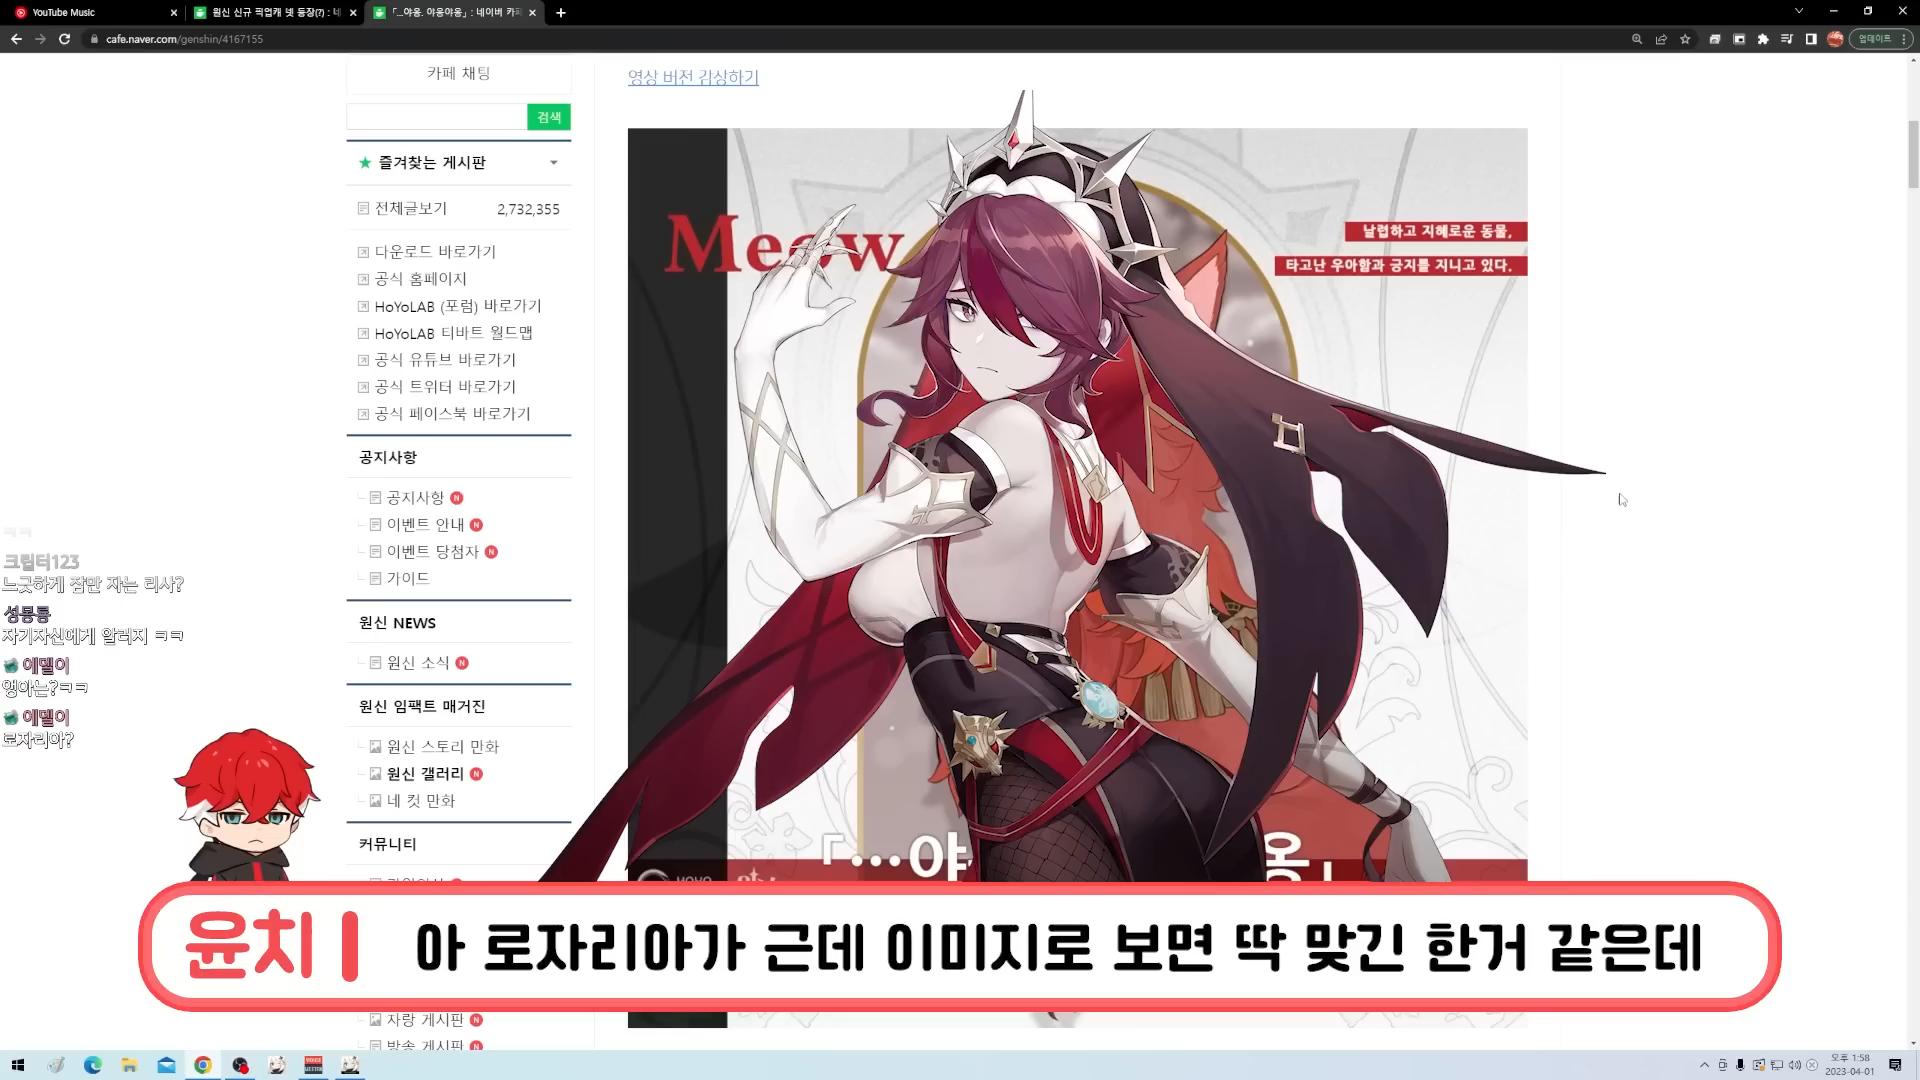 YouTube Music
원신 신규 픽업캐 넷 등장(?) : 네
「...야옹. 야옹야옹」 : 네이버 카페
cafe.naver.com/genshin/4167155
업데이트
카페 채팅
영상 버전 감상하기
검색
즐겨찾는 게시판
전체글보기 2,732,355
다운로드 바로가기
공식 홈페이지
HoYoLAB (포럼) 바로가기
HoYoLAB 티바트 월드맵
공식 유튜브 바로가기
공식 트위터 바로가기
공식 페이스북 바로가기
공지사항
공지사항 N
이벤트 안내 N
이벤트 당첨자 N
가이드
원신 NEWS
원신 소식 N
원신 임팩트 매거진
원신 스토리 만화
원신 갤러리 N
네 컷 만화
커뮤니티
자랑 게시판 N
방송 게시판 N
Meow
날렵하고 지혜로운 동물,
타고난 우아함과 긍지를 지니고 있다.
「…야
옹」
크립터123
느긋하게 잠만 자는 리사?
성몽룡
자기자신에게 알러지 ㅋㅋ
에델이
앵아는?ㅋㅋ
에델이
로자리아?
윤치 아 로자리아가 근데 이미지로 보면 딱 맞긴 한거 같은데
VOICE MEETER
오후 1:58
2023-04-01